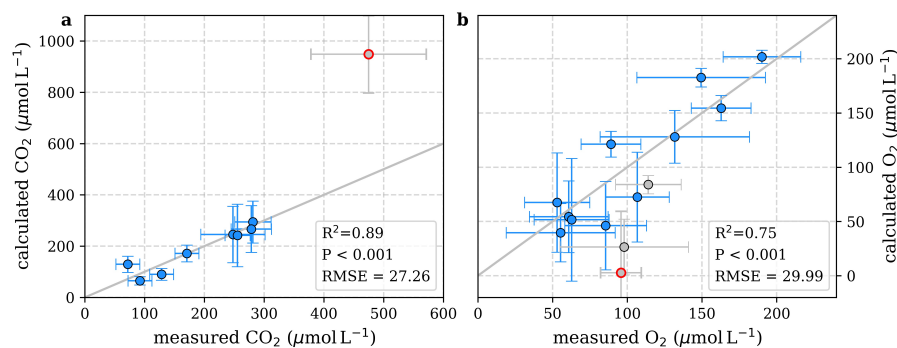 a
calculated CO₂ (μmol L⁻¹)
1000
800
600
400
200
0
0 100 200 300 400 500 600
measured CO₂ (μmol L⁻¹)
R²=0.89
P < 0.001
RMSE = 27.26
b
calculated O₂ (μmol L⁻¹)
200
150
100
50
0
0 50 100 150 200
measured O₂ (μmol L⁻¹)
R²=0.75
P < 0.001
RMSE = 29.99